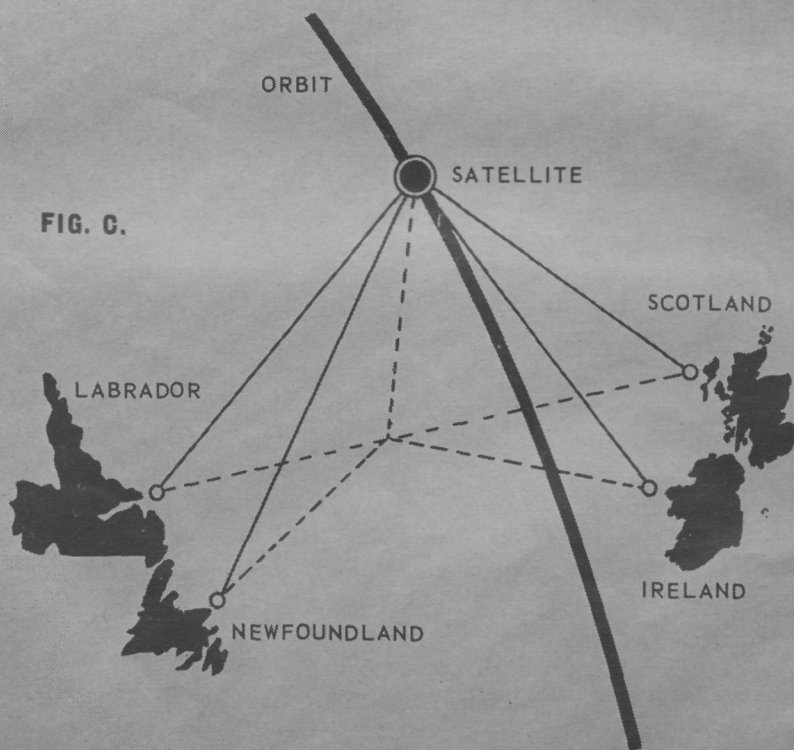 ORBIT
SATELLITE
FIG. C.
SCOTLAND
LABRADOR
IRELAND
NEWFOUNDLAND